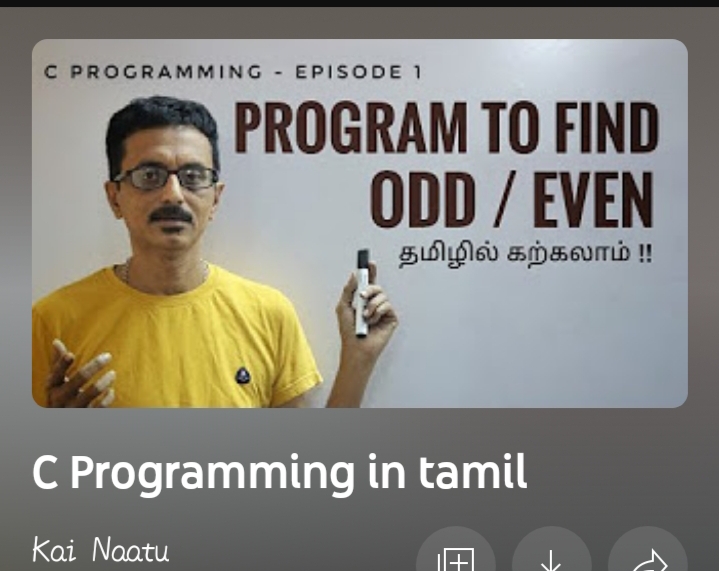 C PROGRAMMING - EPISODE 1
PROGRAM TO FIND
ODD / EVEN
தமிழில் கற்கலாம் !!
C Programming in tamil
Kai Naatu